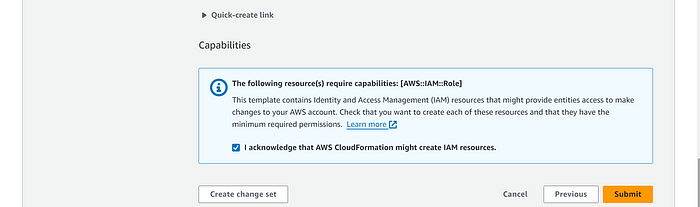 Quick-create link
Capabilities
The following resource(s) require capabilities: [AWS::IAM::Role]
This template contains Identity and Access Management (IAM) resources that might provide entities access to make
changes to your AWS account. Check that you want to create each of these resources and that they have the
minimum required permissions. Learn more
I acknowledge that AWS CloudFormation might create IAM resources.
Create change set Cancel Previous Submit